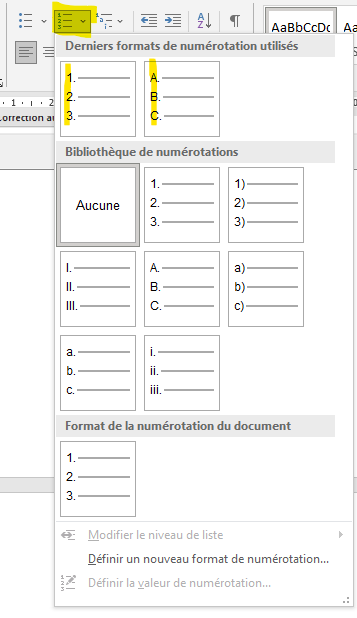 AaBbCcDc
Derniers formats de numérotation utilisés
1. A.
2. B.
3. C.
Bibliothèque de numérotations
Aucune
1. 1)
2. 2)
3. 3)
I. A. a)
II. B. b)
III. C. c)
a. i.
b. ii.
c. iii.
Format de la numérotation du document
1.
2.
3.
Modifier le niveau de liste
Définir un nouveau format de numérotation...
Définir la valeur de numérotation...